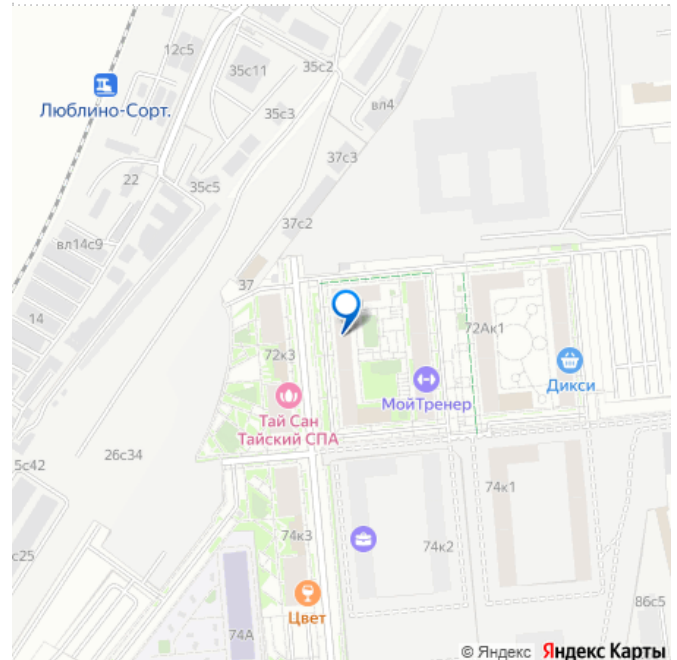 12с5
35с11
35с2
Люблино-Сорт.
35с3
вл4
37с3
22
35с5
37с2
вл14с9
37
14
72к3
72Ак1
Дикси
МойТренер
Тай Сан
Тайский СПА
5с42
26с34
74к1
74к3
74к2
с25
Цвет
86с5
74А
© Яндекс Яндекс Карты